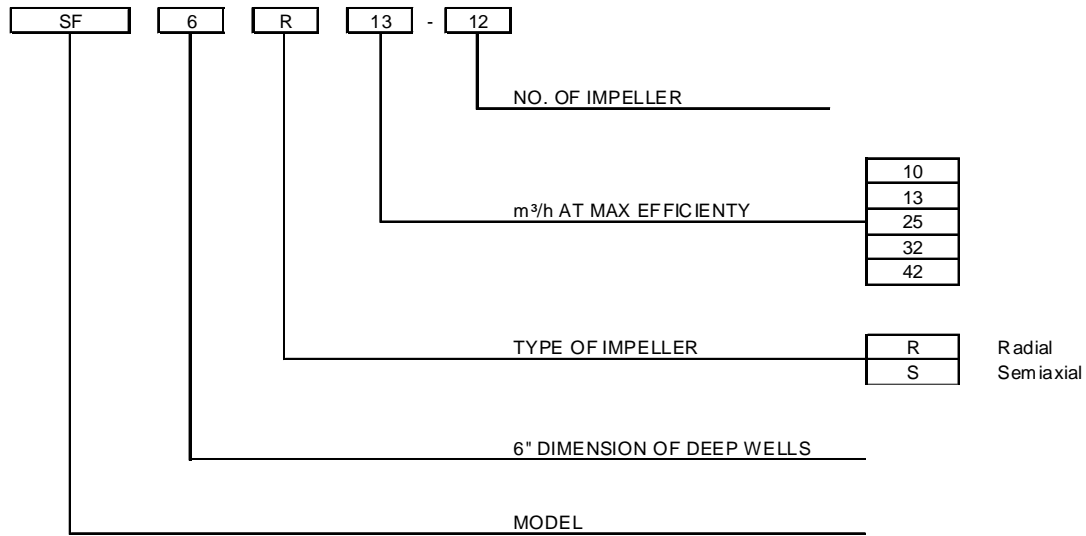 SF 6 R 13 - 12
NO. OF IMPELLER
10
13
m³/h AT MAX EFFICIENTY
25
32
42
TYPE OF IMPELLER R Radial
S Semiaxial
6" DIMENSION OF DEEP WELLS
MODEL